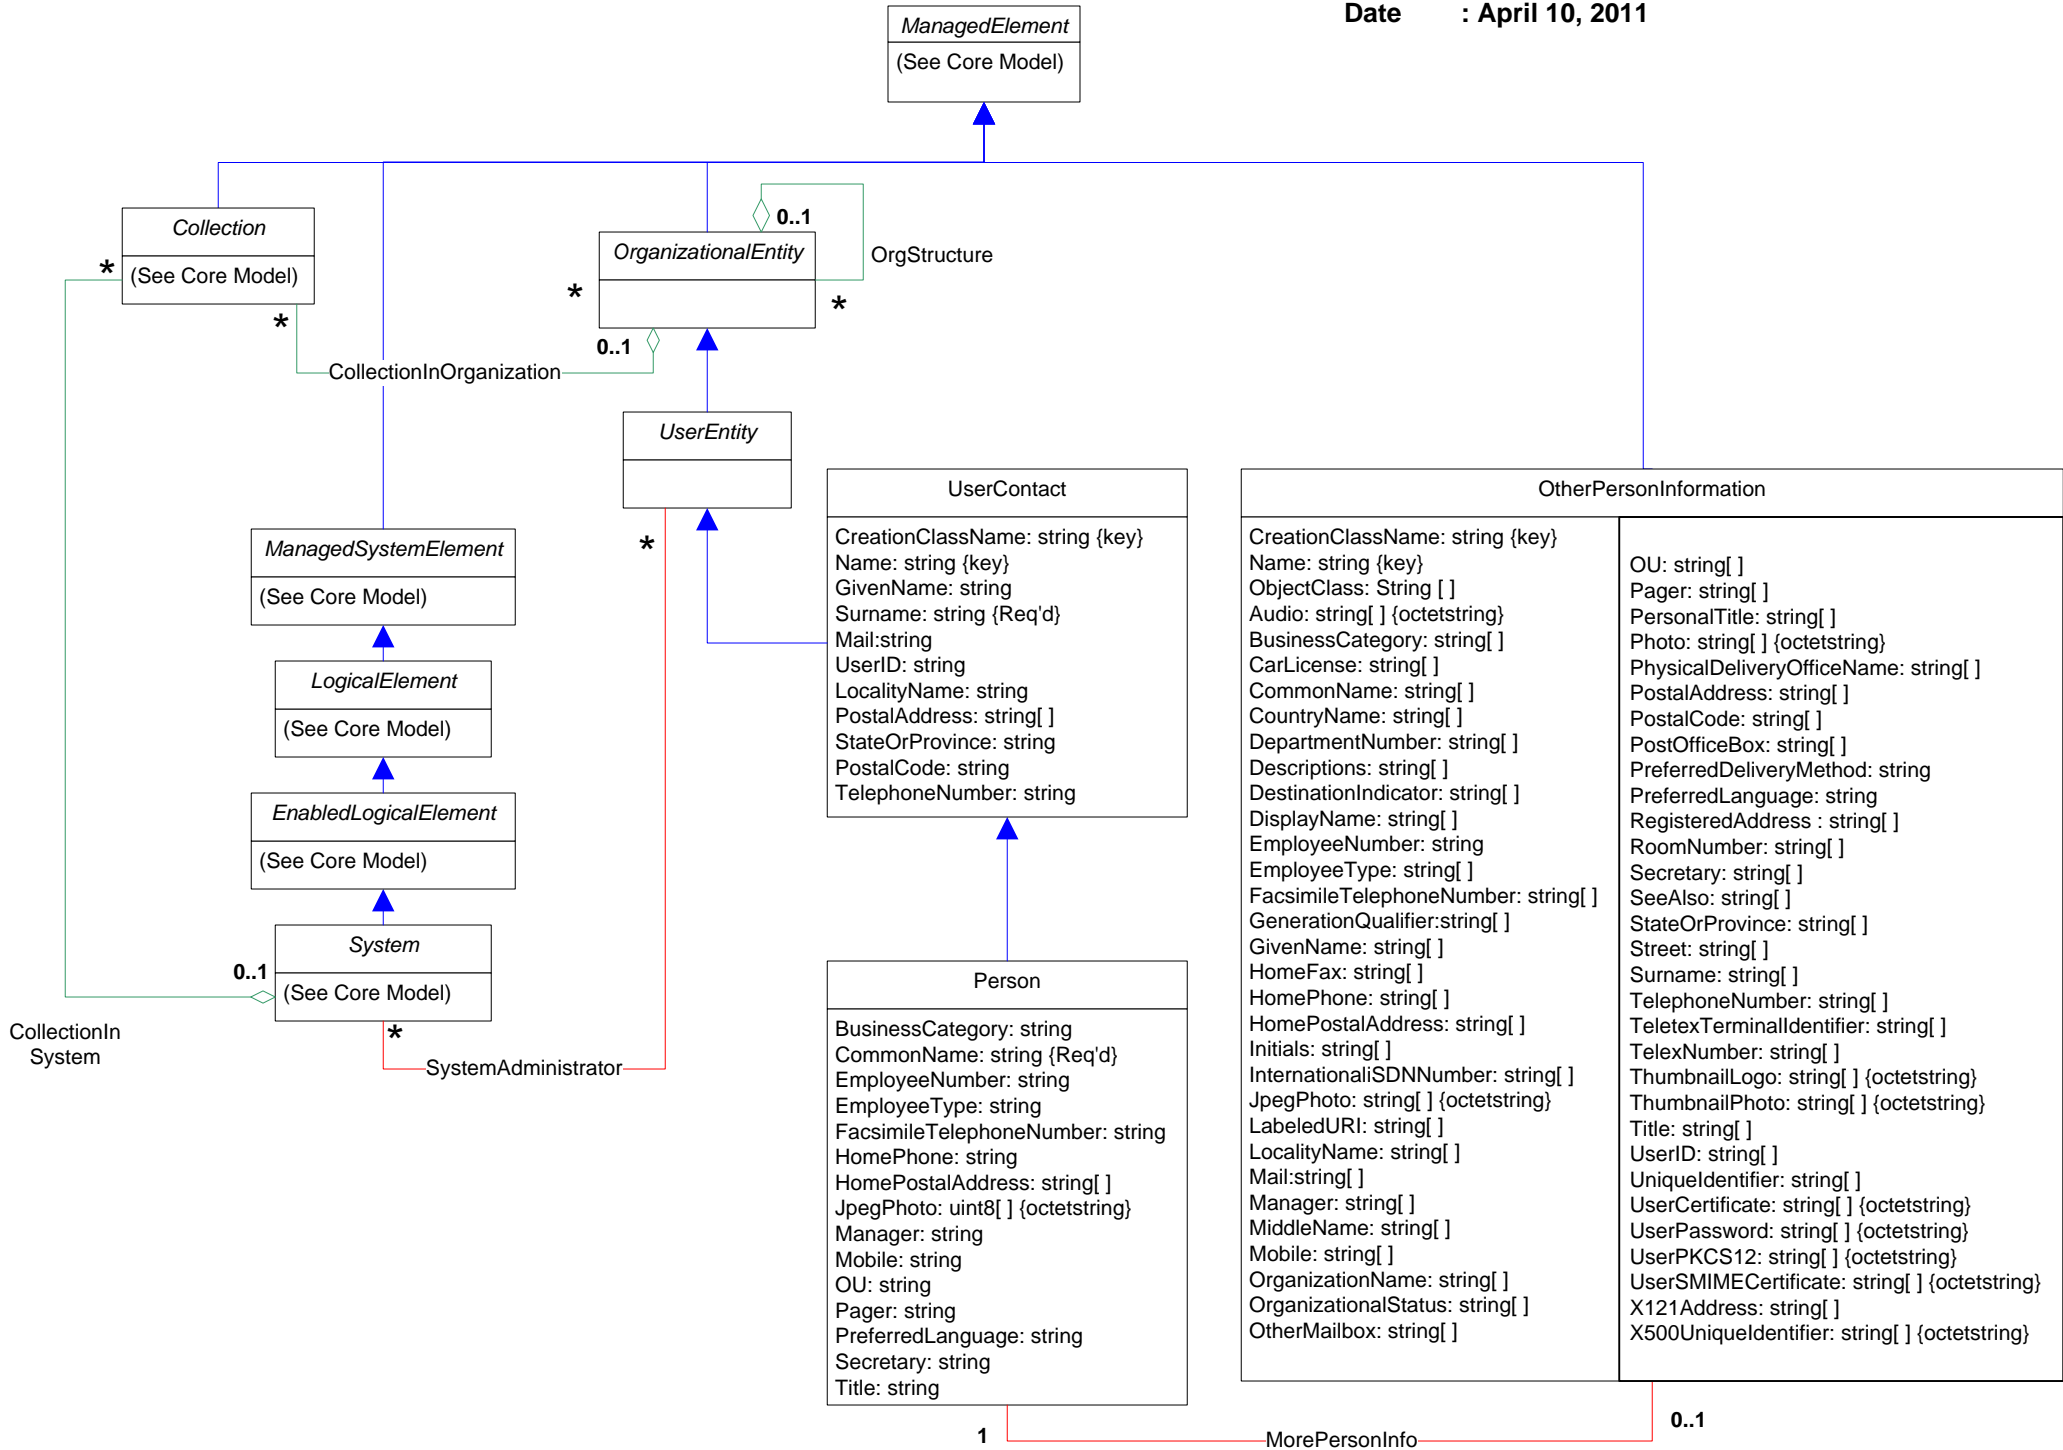 Date : April 10, 2011
ManagedElement
(See Core Model)
Collection
(See Core Model)
*
*
0..1
OrganizationalEntity
OrgStructure
*
*
0..1
CollectionInOrganization
UserEntity
*
ManagedSystemElement
(See Core Model)
LogicalElement
(See Core Model)
EnabledLogicalElement
(See Core Model)
System
(See Core Model)
0..1
*
CollectionIn
System
SystemAdministrator
UserContact
CreationClassName: string {key}
Name: string {key}
GivenName: string
Surname: string {Req'd}
Mail:string
UserID: string
LocalityName: string
PostalAddress: string[ ]
StateOrProvince: string
PostalCode: string
TelephoneNumber: string
Person
BusinessCategory: string
CommonName: string {Req'd}
EmployeeNumber: string
EmployeeType: string
FacsimileTelephoneNumber: string
HomePhone: string
HomePostalAddress: string[ ]
JpegPhoto: uint8[ ] {octetstring}
Manager: string
Mobile: string
OU: string
Pager: string
PreferredLanguage: string
Secretary: string
Title: string
OtherPersonInformation
CreationClassName: string {key}
Name: string {key}
ObjectClass: String [ ]
Audio: string[ ] {octetstring}
BusinessCategory: string[ ]
CarLicense: string[ ]
CommonName: string[ ]
CountryName: string[ ]
DepartmentNumber: string[ ]
Descriptions: string[ ]
DestinationIndicator: string[ ]
DisplayName: string[ ]
EmployeeNumber: string
EmployeeType: string[ ]
FacsimileTelephoneNumber: string[ ]
GenerationQualifier:string[ ]
GivenName: string[ ]
HomeFax: string[ ]
HomePhone: string[ ]
HomePostalAddress: string[ ]
Initials: string[ ]
InternationaliSDNNumber: string[ ]
JpegPhoto: string[ ] {octetstring}
LabeledURI: string[ ]
LocalityName: string[ ]
Mail:string[ ]
Manager: string[ ]
MiddleName: string[ ]
Mobile: string[ ]
OrganizationName: string[ ]
OrganizationalStatus: string[ ]
OtherMailbox: string[ ]
OU: string[ ]
Pager: string[ ]
PersonalTitle: string[ ]
Photo: string[ ] {octetstring}
PhysicalDeliveryOfficeName: string[ ]
PostalAddress: string[ ]
PostalCode: string[ ]
PostOfficeBox: string[ ]
PreferredDeliveryMethod: string
PreferredLanguage: string
RegisteredAddress : string[ ]
RoomNumber: string[ ]
Secretary: string[ ]
SeeAlso: string[ ]
StateOrProvince: string[ ]
Street: string[ ]
Surname: string[ ]
TelephoneNumber: string[ ]
TeletexTerminalIdentifier: string[ ]
TelexNumber: string[ ]
ThumbnailLogo: string[ ] {octetstring}
ThumbnailPhoto: string[ ] {octetstring}
Title: string[ ]
UserID: string[ ]
UniqueIdentifier: string[ ]
UserCertificate: string[ ] {octetstring}
UserPassword: string[ ] {octetstring}
UserPKCS12: string[ ] {octetstring}
UserSMIMECertificate: string[ ] {octetstring}
X121Address: string[ ]
X500UniqueIdentifier: string[ ] {octetstring}
1
MorePersonInfo
0..1